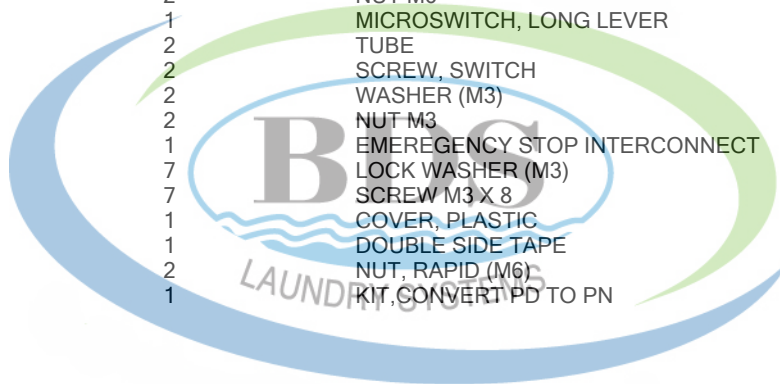 1 MICROSWITCH, LONG LEVER
2 TUBE
2 SCREW, SWITCH
2 WASHER (M3)
2 NUT M3
1 EMEREGENCY STOP INTERCONNECT
7 LOCK WASHER (M3)
7 SCREW M3 X 8
1 COVER, PLASTIC
1 DOUBLE SIDE TAPE
2 NUT, RAPID (M6)
1 KIT,CONVERT PD TO PN
BDS
LAUNDRY SYSTEMS